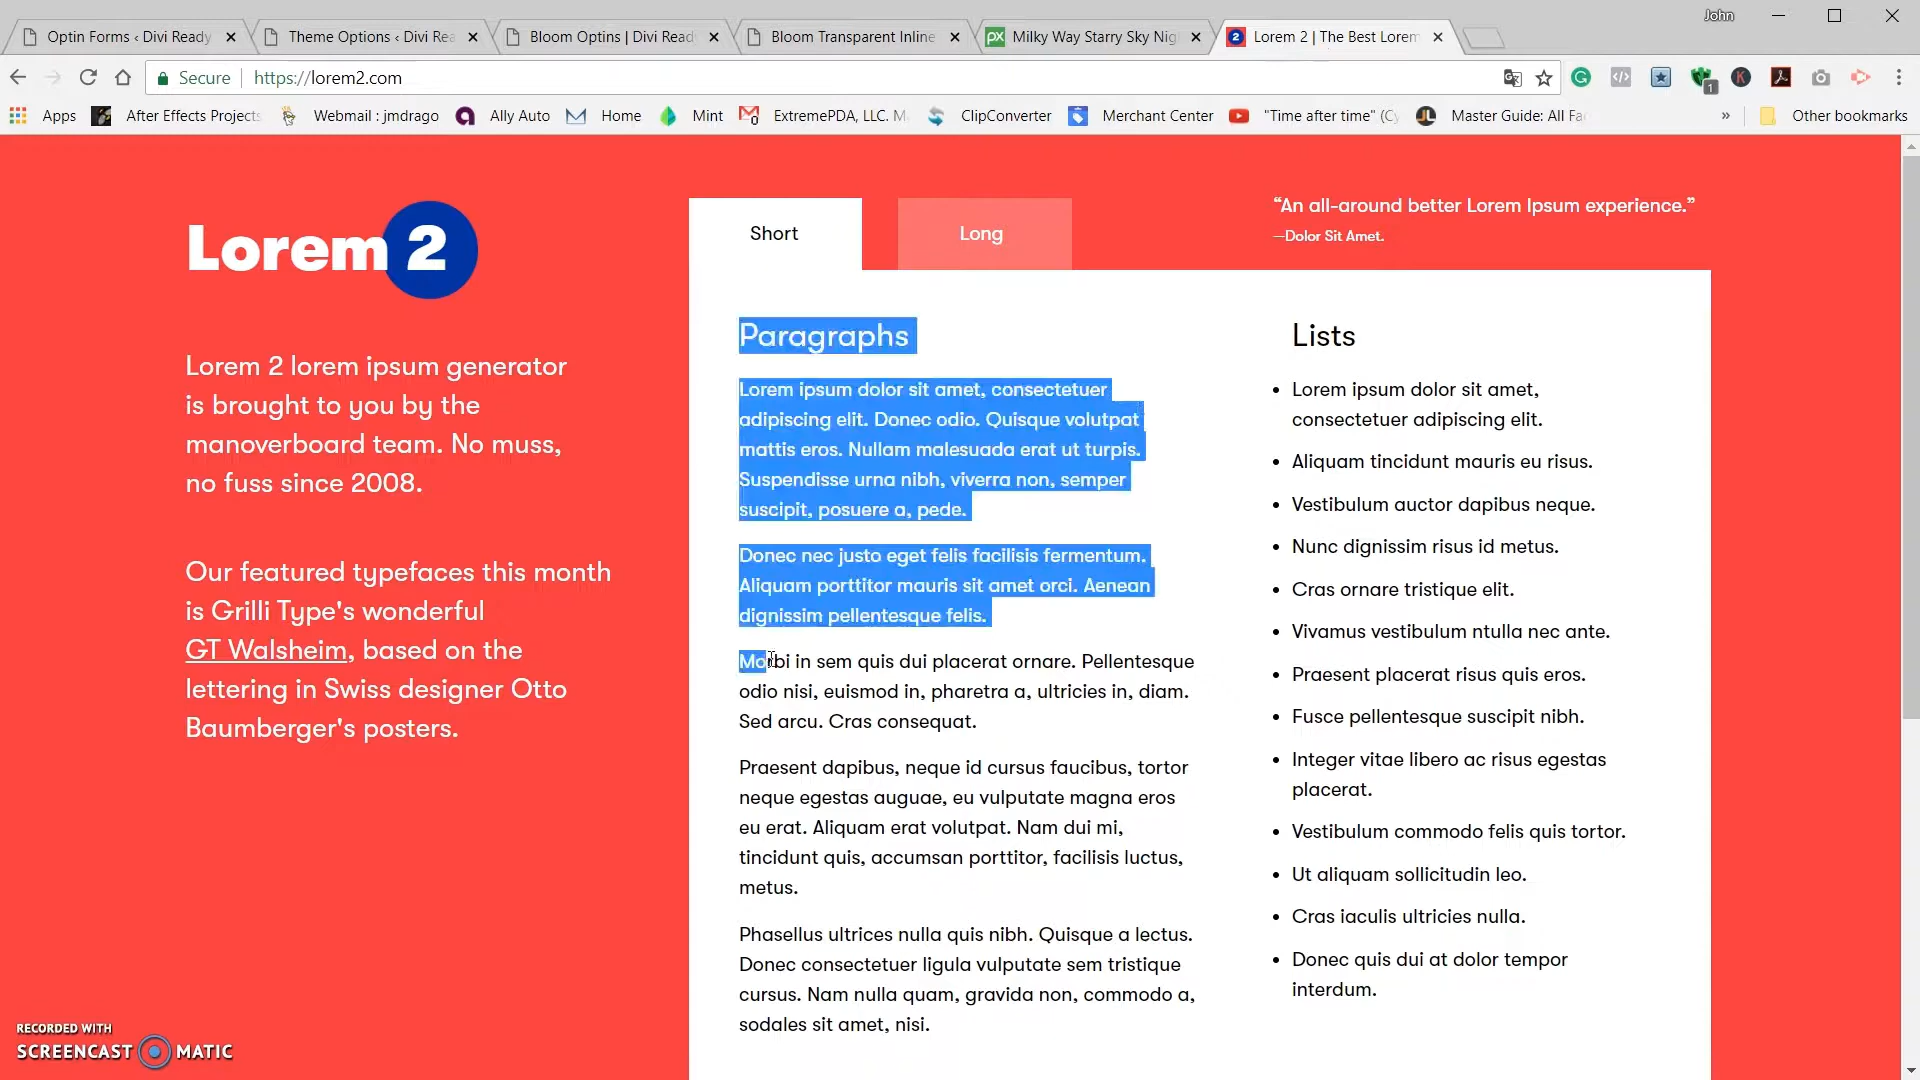 John
Optin Forms ‹ Divi Ready
Theme Options ‹ Divi Rea
Bloom Optins | Divi Read
Bloom Transparent Inline
Milky Way Starry Sky Nig
Lorem 2 | The Best Lorem
Secure
https://lorem2.com
1
Apps
After Effects Projects
Webmail : jmdrago
Ally Auto
Home
Mint
ExtremePDA, LLC. M
ClipConverter
Merchant Center
"Time after time" (Cy
Master Guide: All Fa
»
Other bookmarks
Lorem 2
Lorem 2 lorem ipsum generator
is brought to you by the
manoverboard team. No muss,
no fuss since 2008.
Our featured typefaces this month
is Grilli Type's wonderful
GT Walsheim, based on the
lettering in Swiss designer Otto
Baumberger's posters.
Short
Long
“An all-around better Lorem Ipsum experience.”
—Dolor Sit Amet.
Paragraphs
Lorem ipsum dolor sit amet, consectetuer
adipiscing elit. Donec odio. Quisque volutpat
mattis eros. Nullam malesuada erat ut turpis.
Suspendisse urna nibh, viverra non, semper
suscipit, posuere a, pede.
Donec nec justo eget felis facilisis fermentum.
Aliquam porttitor mauris sit amet orci. Aenean
dignissim pellentesque felis.
Morbi in sem quis dui placerat ornare. Pellentesque
odio nisi, euismod in, pharetra a, ultricies in, diam.
Sed arcu. Cras consequat.
Praesent dapibus, neque id cursus faucibus, tortor
neque egestas auguae, eu vulputate magna eros
eu erat. Aliquam erat volutpat. Nam dui mi,
tincidunt quis, accumsan porttitor, facilisis luctus,
metus.
Phasellus ultrices nulla quis nibh. Quisque a lectus.
Donec consectetuer ligula vulputate sem tristique
cursus. Nam nulla quam, gravida non, commodo a,
sodales sit amet, nisi.
Lists
• Lorem ipsum dolor sit amet,
consectetuer adipiscing elit.
• Aliquam tincidunt mauris eu risus.
• Vestibulum auctor dapibus neque.
• Nunc dignissim risus id metus.
• Cras ornare tristique elit.
• Vivamus vestibulum ntulla nec ante.
• Praesent placerat risus quis eros.
• Fusce pellentesque suscipit nibh.
• Integer vitae libero ac risus egestas
placerat.
• Vestibulum commodo felis quis tortor.
• Ut aliquam sollicitudin leo.
• Cras iaculis ultricies nulla.
• Donec quis dui at dolor tempor
interdum.
RECORDED WITH
SCREENCAST MATIC